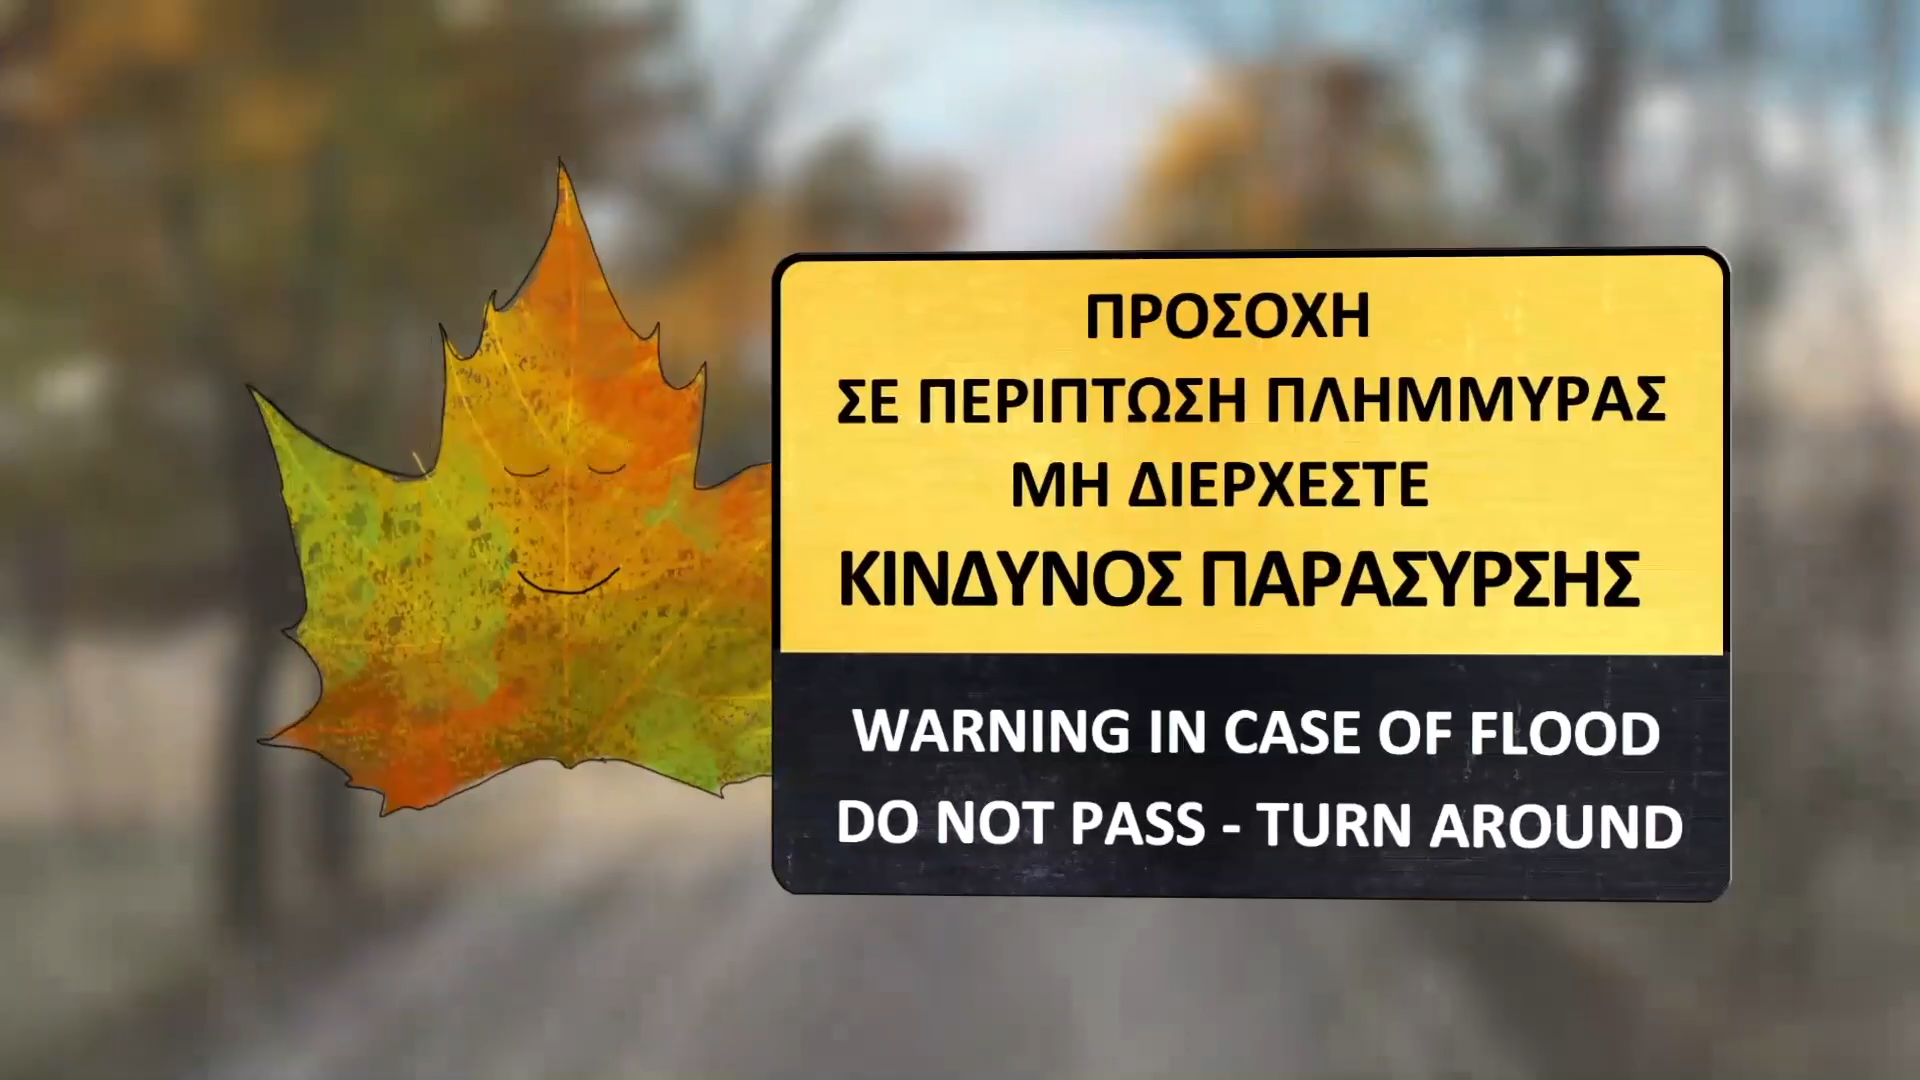 ΠΡΟΣΟΧΗ
ΣΕ ΠΕΡΙΠΤΩΣΗ ΠΛΗΜΜΥΡΑΣ
ΜΗ ΔΙΕΡΧΕΣΤΕ
ΚΙΝΔΥΝΟΣ ΠΑΡΑΣΥΡΣΗΣ
WARNING IN CASE OF FLOOD
DO NOT PASS - TURN AROUND